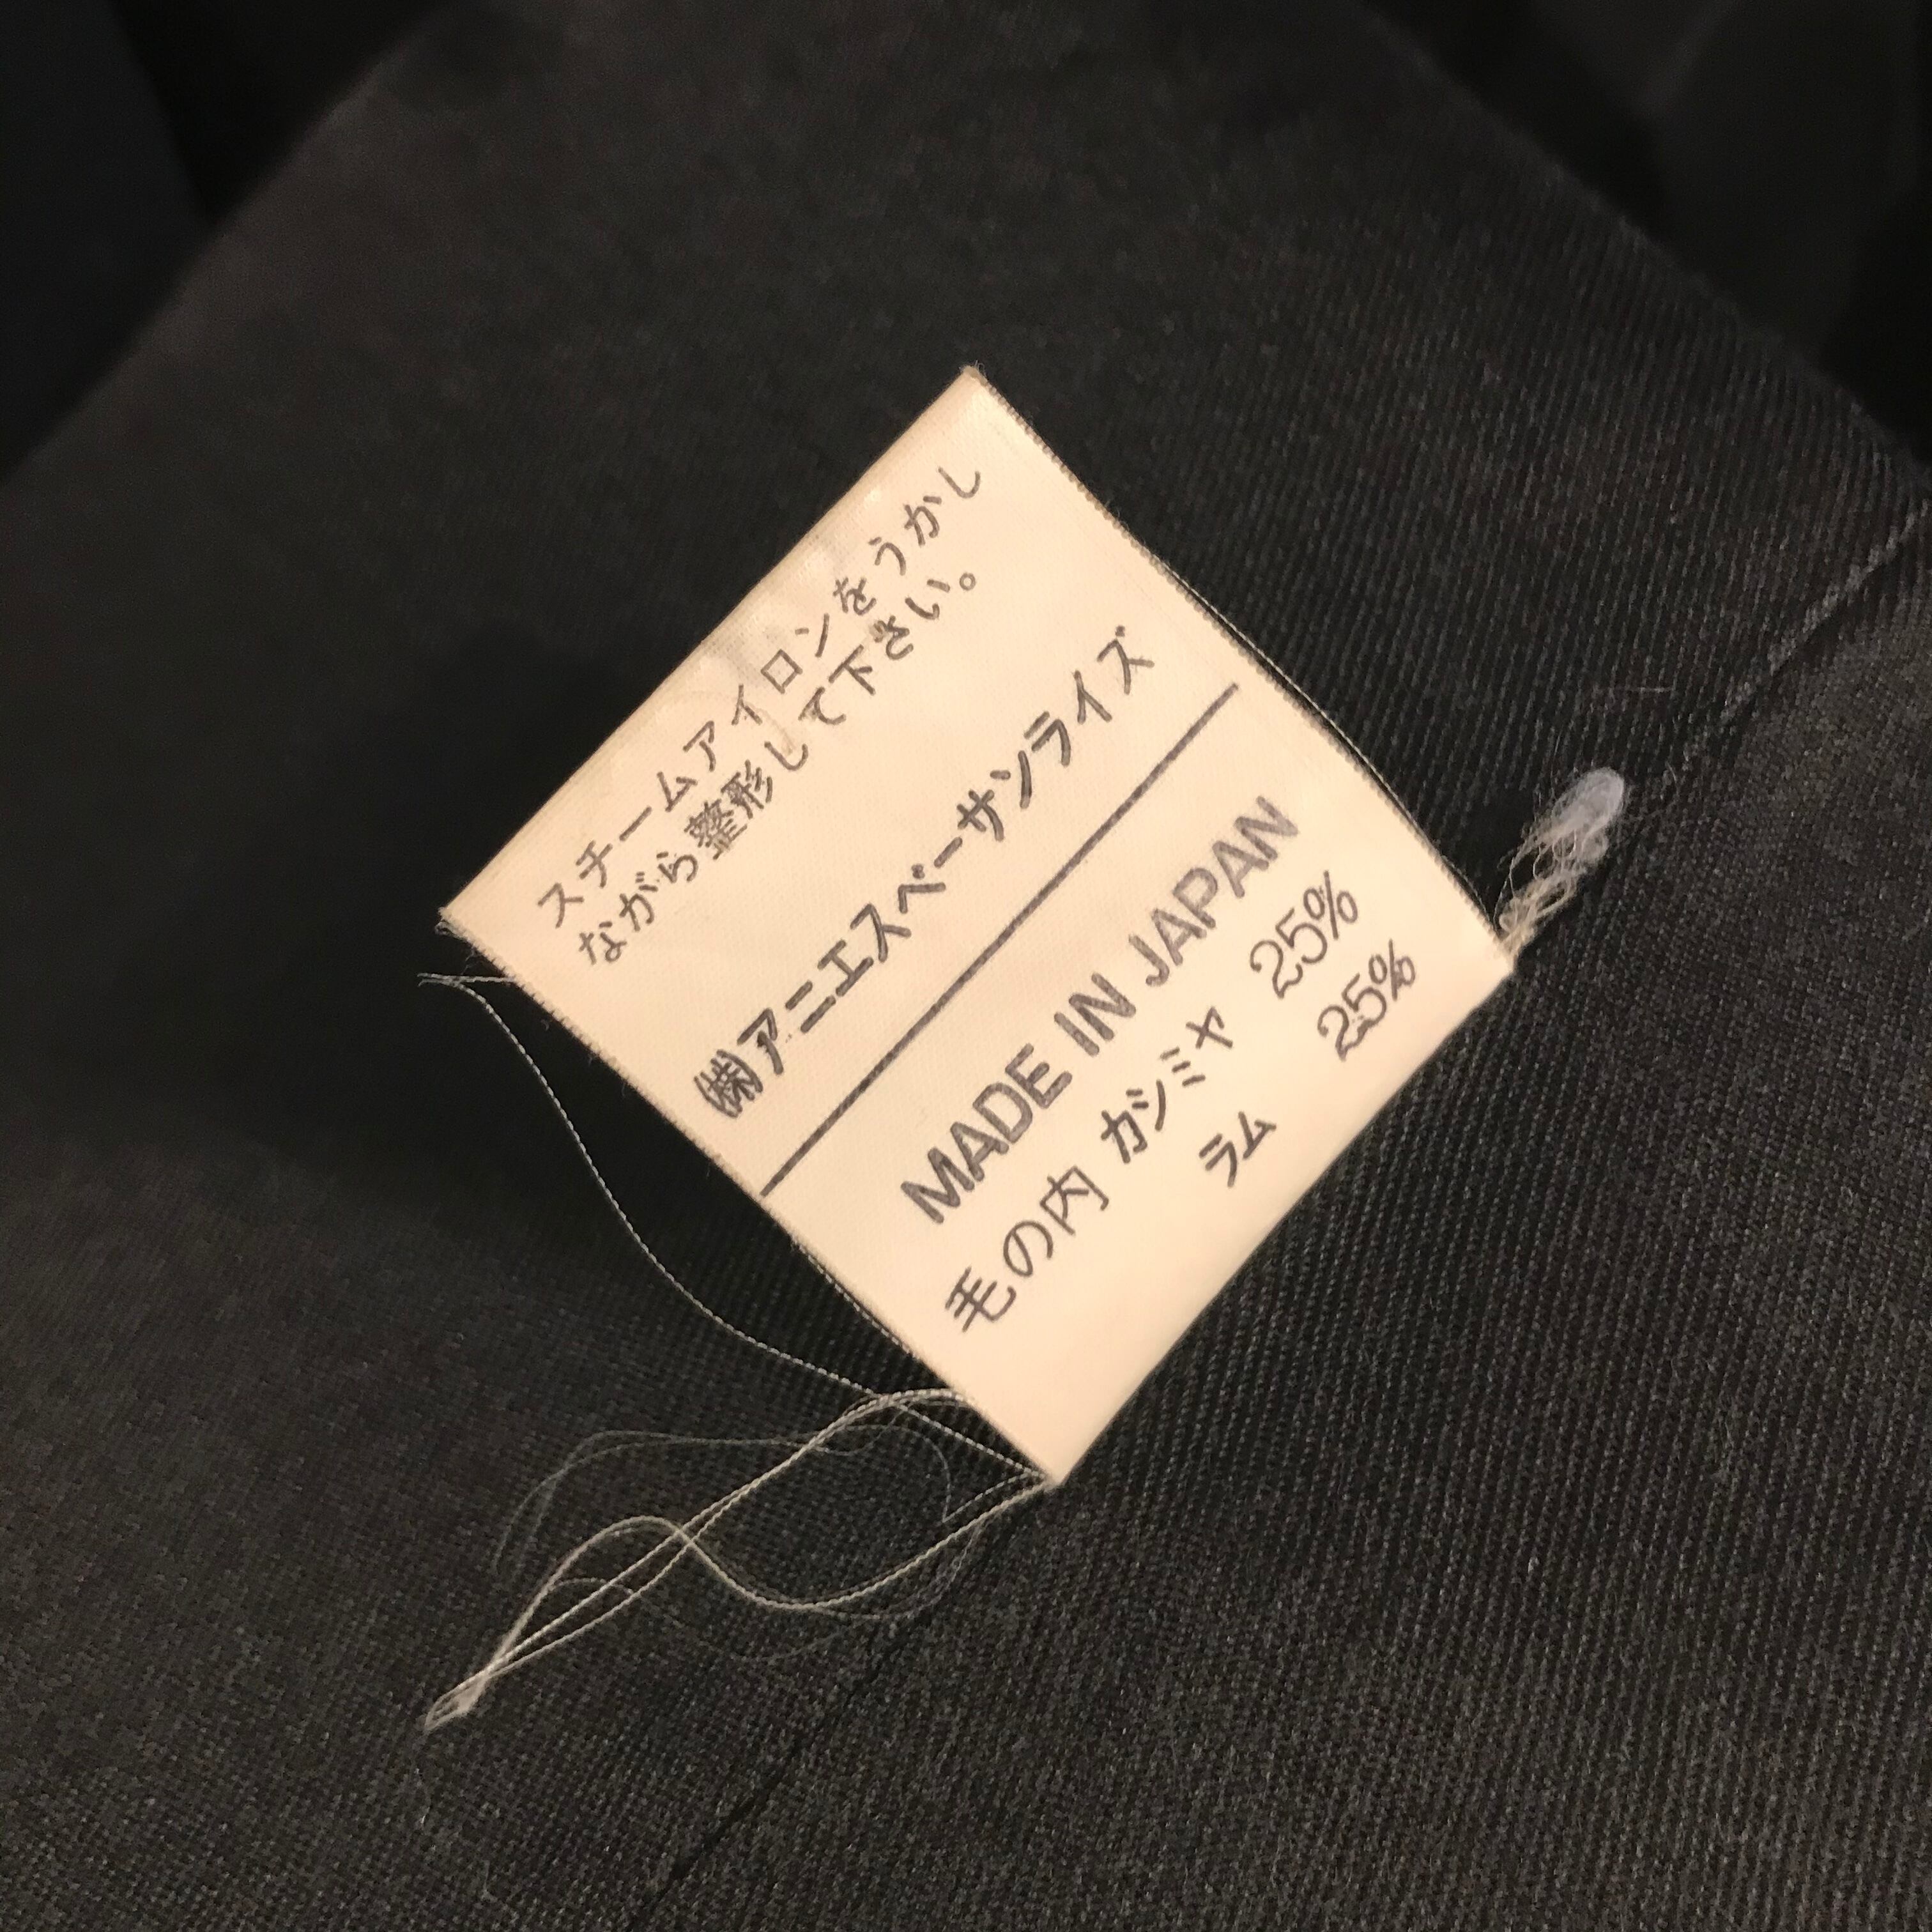 スチームアイロンをうかし
ながら整形して下さい。
㈱アニエスベーサンライズ
MADE IN JAPAN
毛の内 カシミヤ 25%
ラム 25%